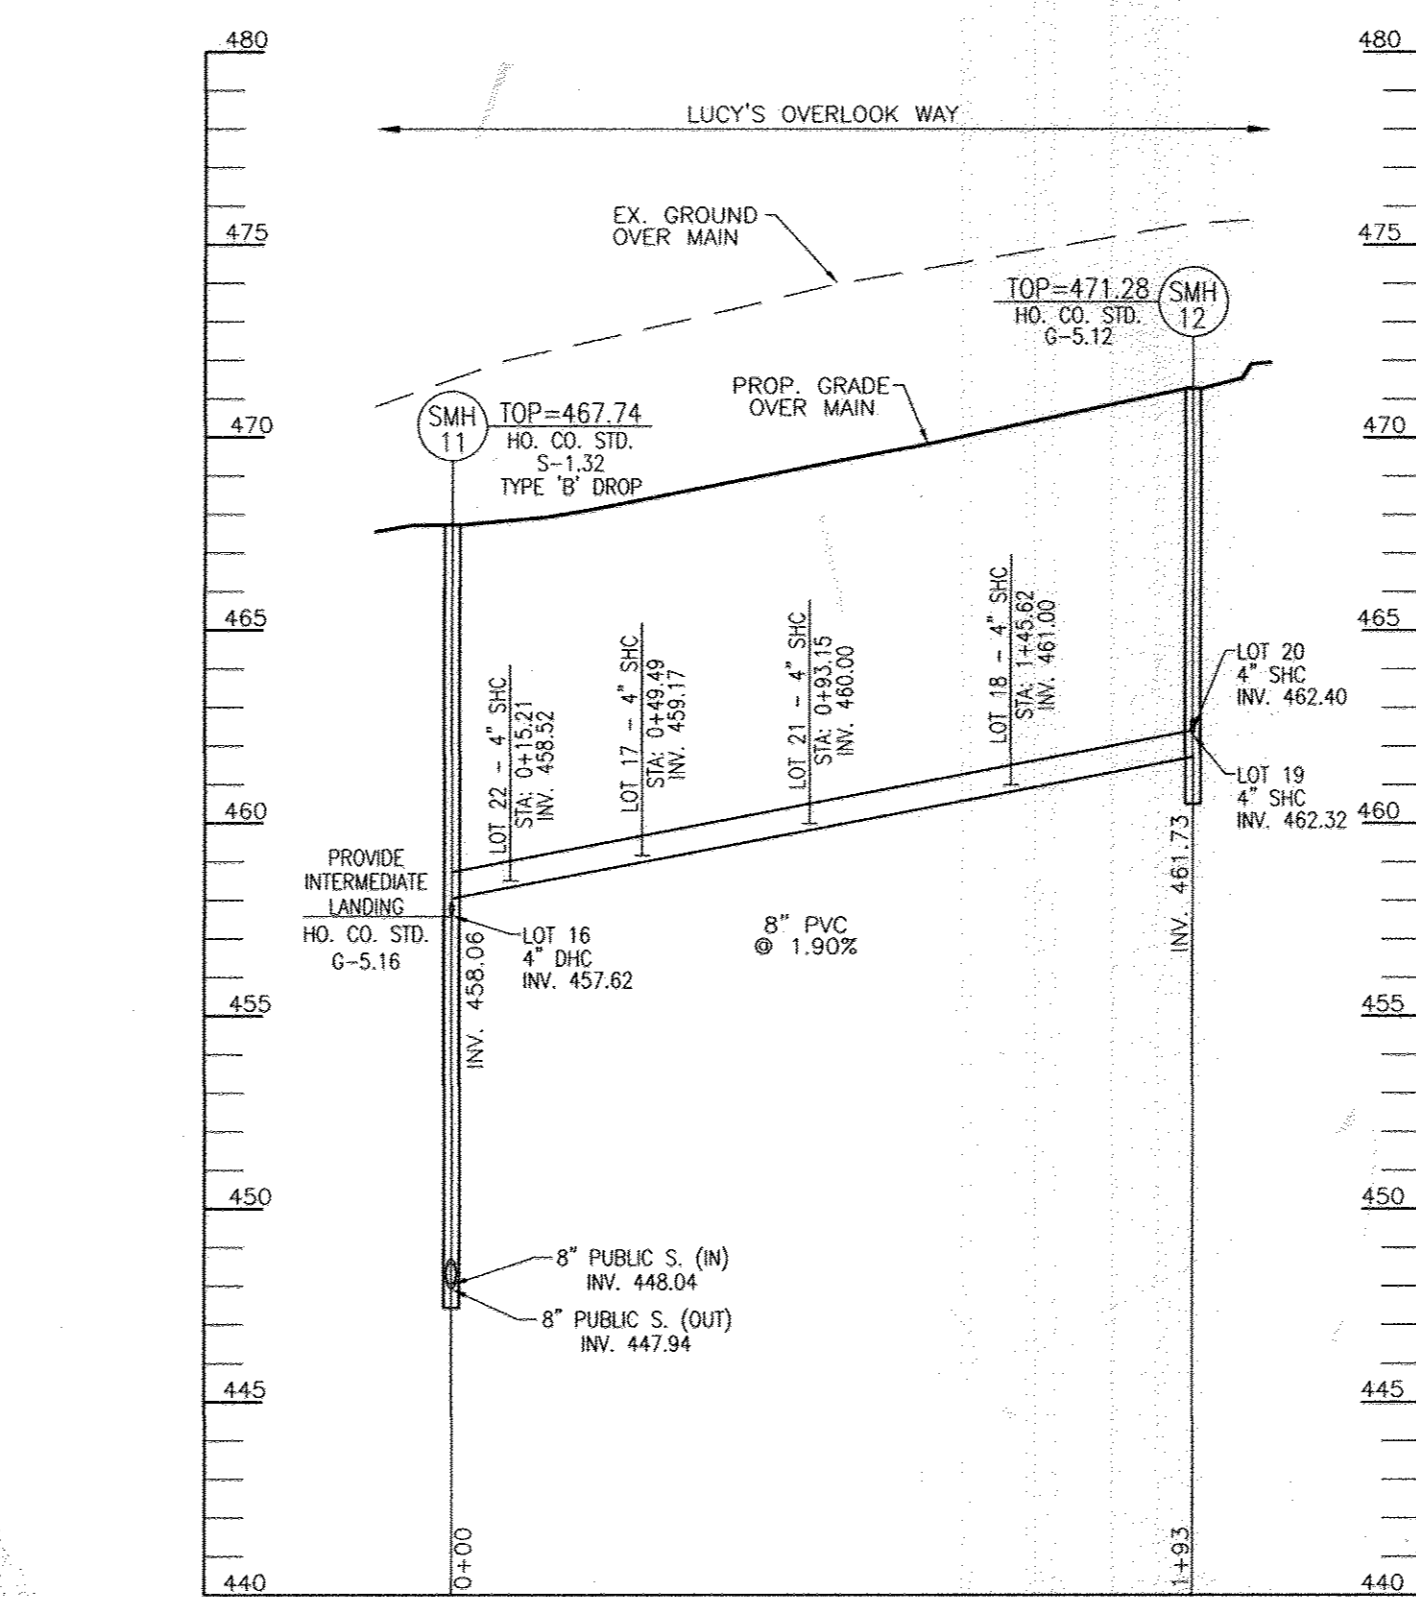 480
480
LUCY'S OVERLOOK WAY
EX. GROUND
OVER MAIN
475
475
TOP=471.28
HO. CO. STD.
G-5.12
SMH
12
PROP. GRADE
OVER MAIN
SMH
11
TOP=467.74
HO. CO. STD.
S-1.32
TYPE 'B' DROP
470
470
465
465
LOT 22 - 4" SHC
STA: 0+15.21
INV. 458.52
LOT 17 - 4" SHC
STA: 0+49.49
INV. 459.17
LOT 21 - 4" SHC
STA: 0+93.15
INV. 460.00
LOT 18 - 4" SHC
STA: 1+45.62
INV. 461.00
LOT 20
4" SHC
INV. 462.40
LOT 19
4" SHC
INV. 462.32
460
460
PROVIDE
INTERMEDIATE
LANDING
HO. CO. STD.
G-5.16
INV. 458.06
LOT 16
4" DHC
INV. 457.62
8" PVC
@ 1.90%
INV. 461.73
455
455
450
450
8" PUBLIC S. (IN)
INV. 448.04
8" PUBLIC S. (OUT)
INV. 447.94
445
445
0+00
1+93
440
440